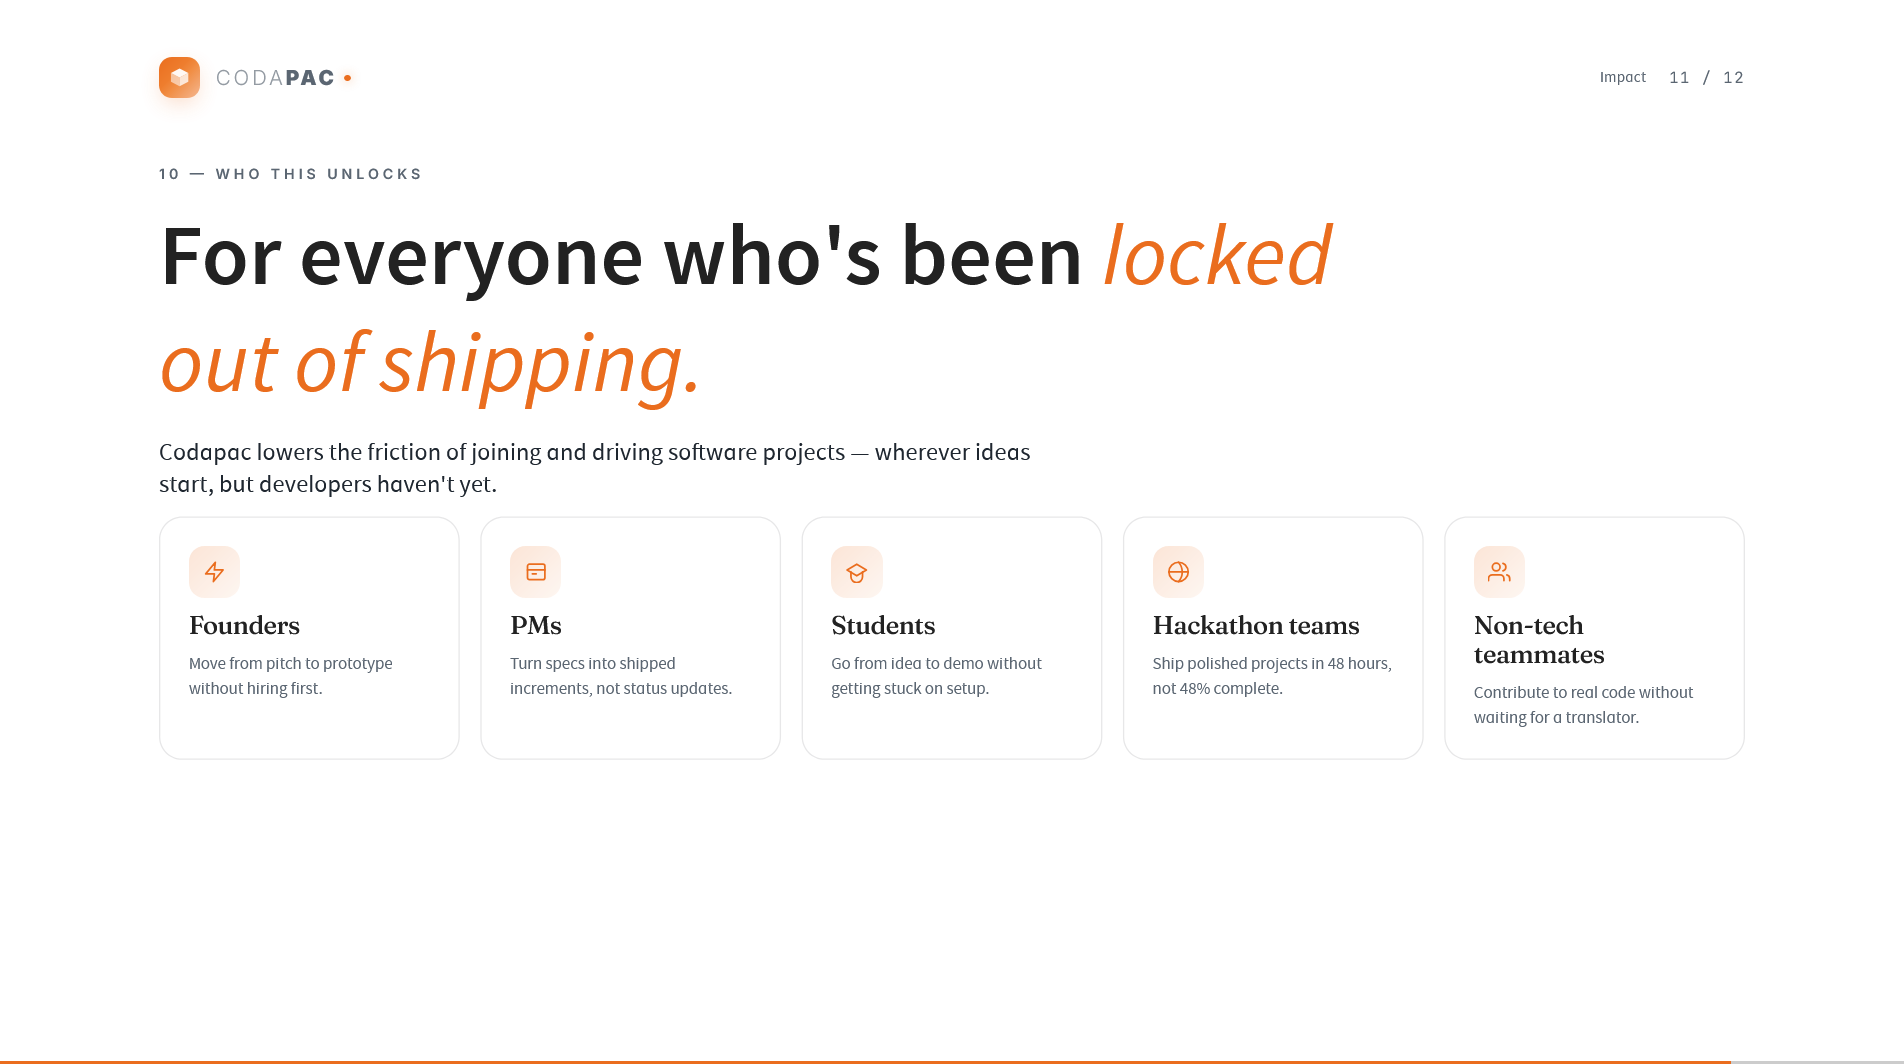 CODAPAC
Impact 11 / 12
10 — WHO THIS UNLOCKS
For everyone who's been locked
out of shipping.
Codapac lowers the friction of joining and driving software projects — wherever ideas
start, but developers haven't yet.
Founders
Move from pitch to prototype
without hiring first.
PMs
Turn specs into shipped
increments, not status updates.
Students
Go from idea to demo without
getting stuck on setup.
Hackathon teams
Ship polished projects in 48 hours,
not 48% complete.
Non-tech
teammates
Contribute to real code without
waiting for a translator.